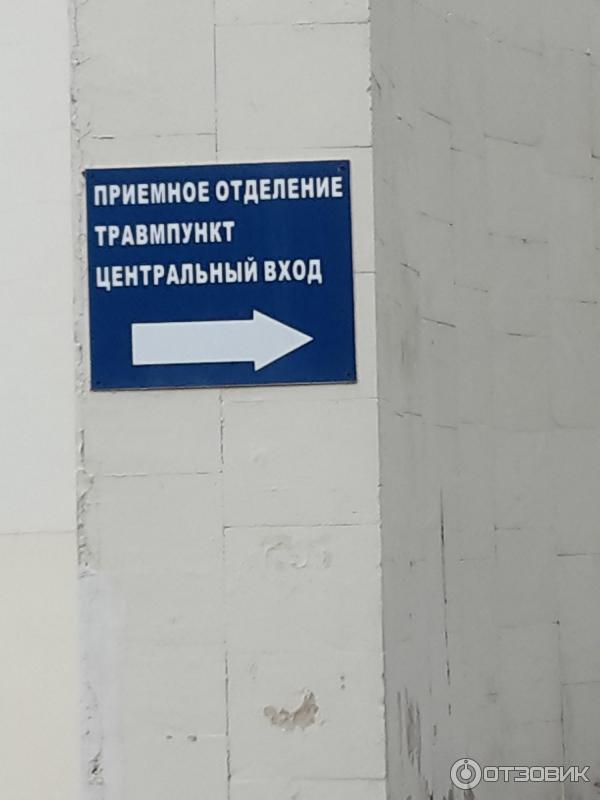 ПРИЕМНОЕ ОТДЕЛЕНИЕ
ТРАВМПУНКТ
ЦЕНТРАЛЬНЫЙ ВХОД
ОТЗОВИК